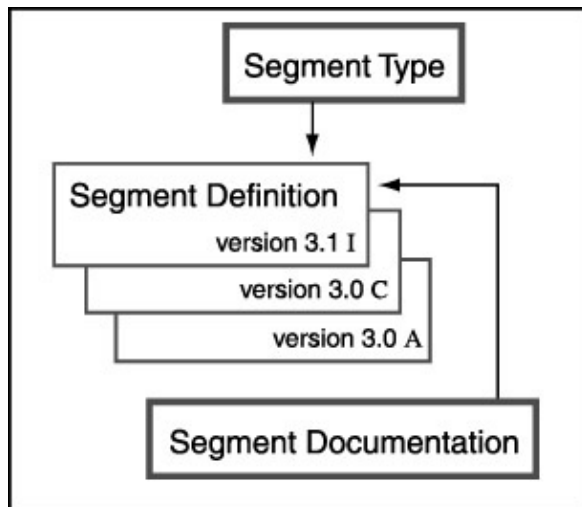 Segment Type
Segment Definition
version 3.1 I
version 3.0 C
version 3.0 A
Segment Documentation